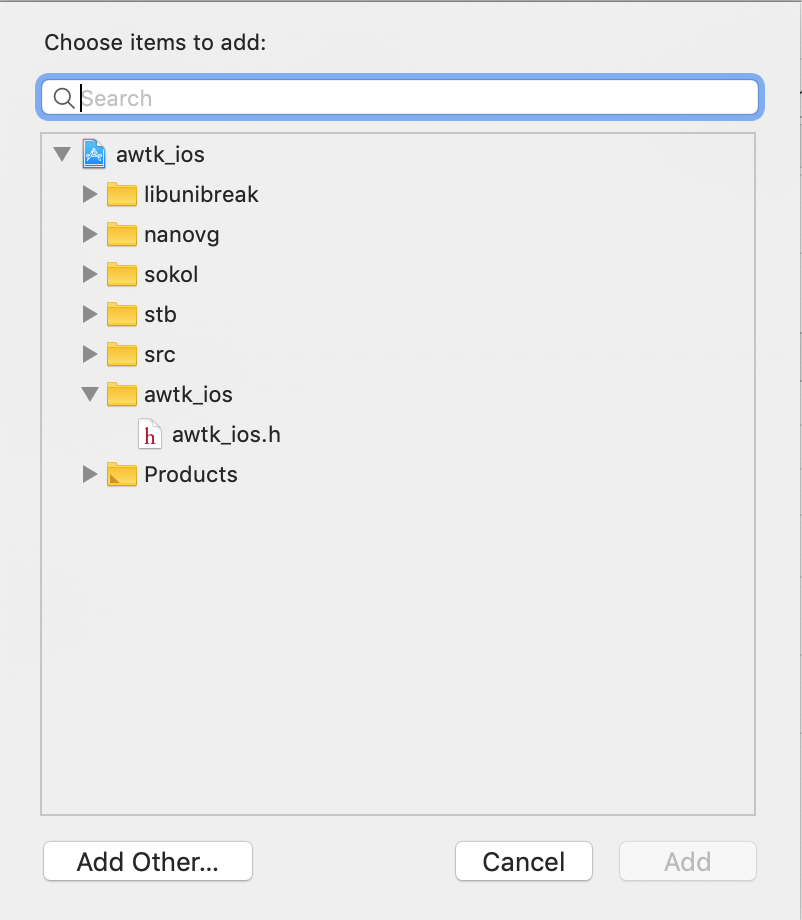 Choose items to add:
Search
awtk_ios
libunibreak
nanovg
sokol
stb
src
awtk_ios
h awtk_ios.h
Products
Add Other...
Cancel
Add